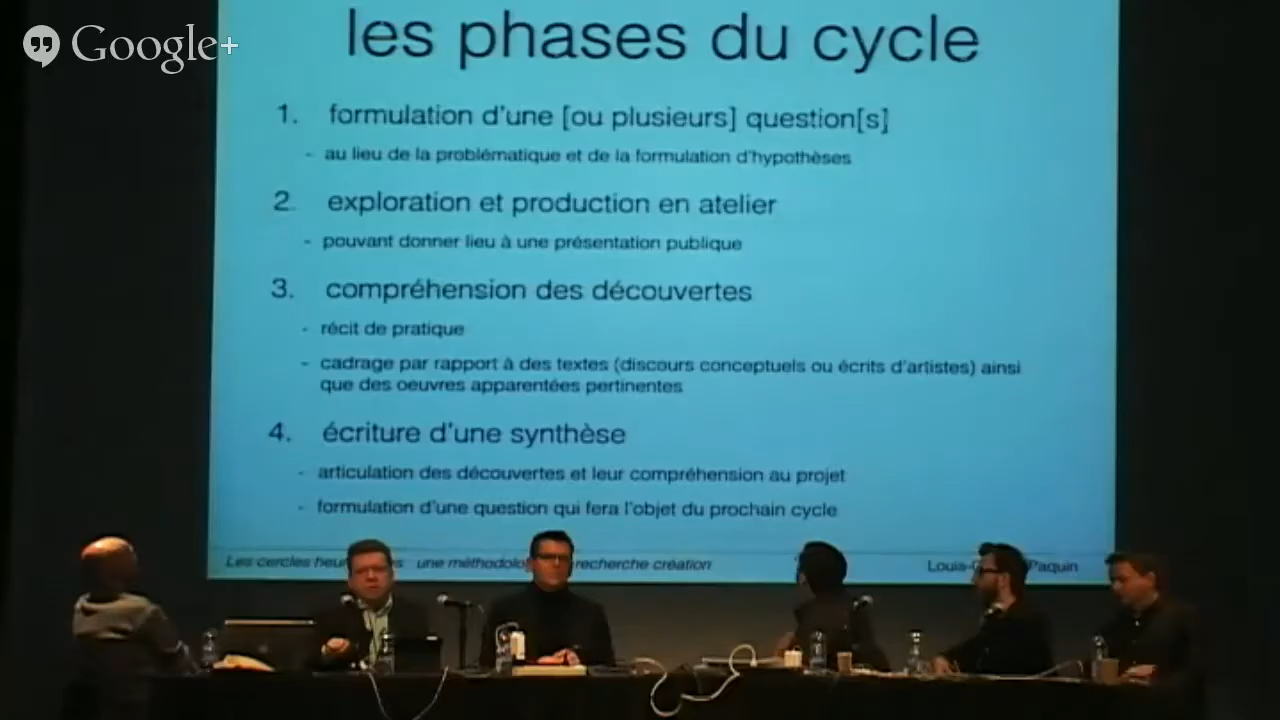 Google+
les phases du cycle
1. formulation d'une [ou plusieurs] question[s]
- au lieu de la problématique et de la formulation d'hypothèses
2. exploration et production en atelier
- pouvant donner lieu à une présentation publique
3. compréhension des découvertes
- récit de pratique
- cadrage par rapport à des textes (discours conceptuels ou écrits d'artistes) ainsi
que des oeuvres apparentées pertinentes
4. écriture d'une synthèse
- articulation des découvertes et leur compréhension au projet
- formulation d'une question qui fera l'objet du prochain cycle
Les cercles une recherche création
Paquin